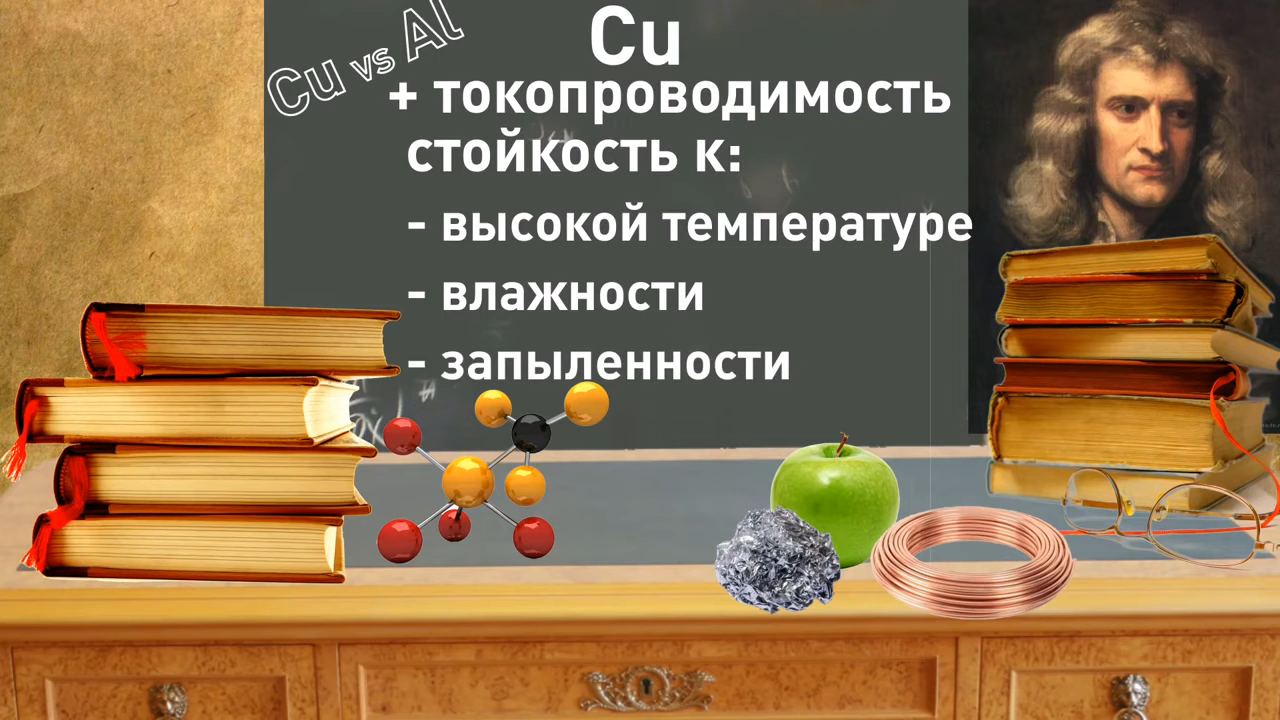 Cu vs Al
Cu
+ токопроводимость
стойкость к:
- высокой температуре
- влажности
- запыленности